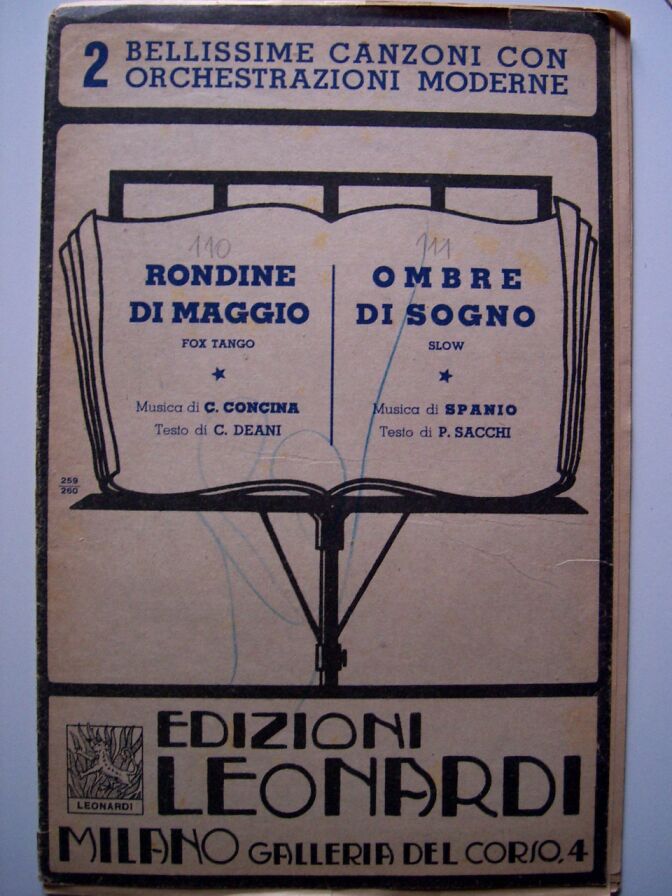 2 BELLISSIME CANZONI CON
ORCHESTRAZIONI MODERNE
110
RONDINE
DI MAGGIO
FOX TANGO
Musica di C. CONCINA
Testo di C. DEANI
111
OMBRE
DI SOGNO
SLOW
Musica di SPANIO
Testo di P. SACCHI
259
260
LEONARDI
EDIZIONI
LEONARDI
MILANO GALLERIA DEL CORSO, 4